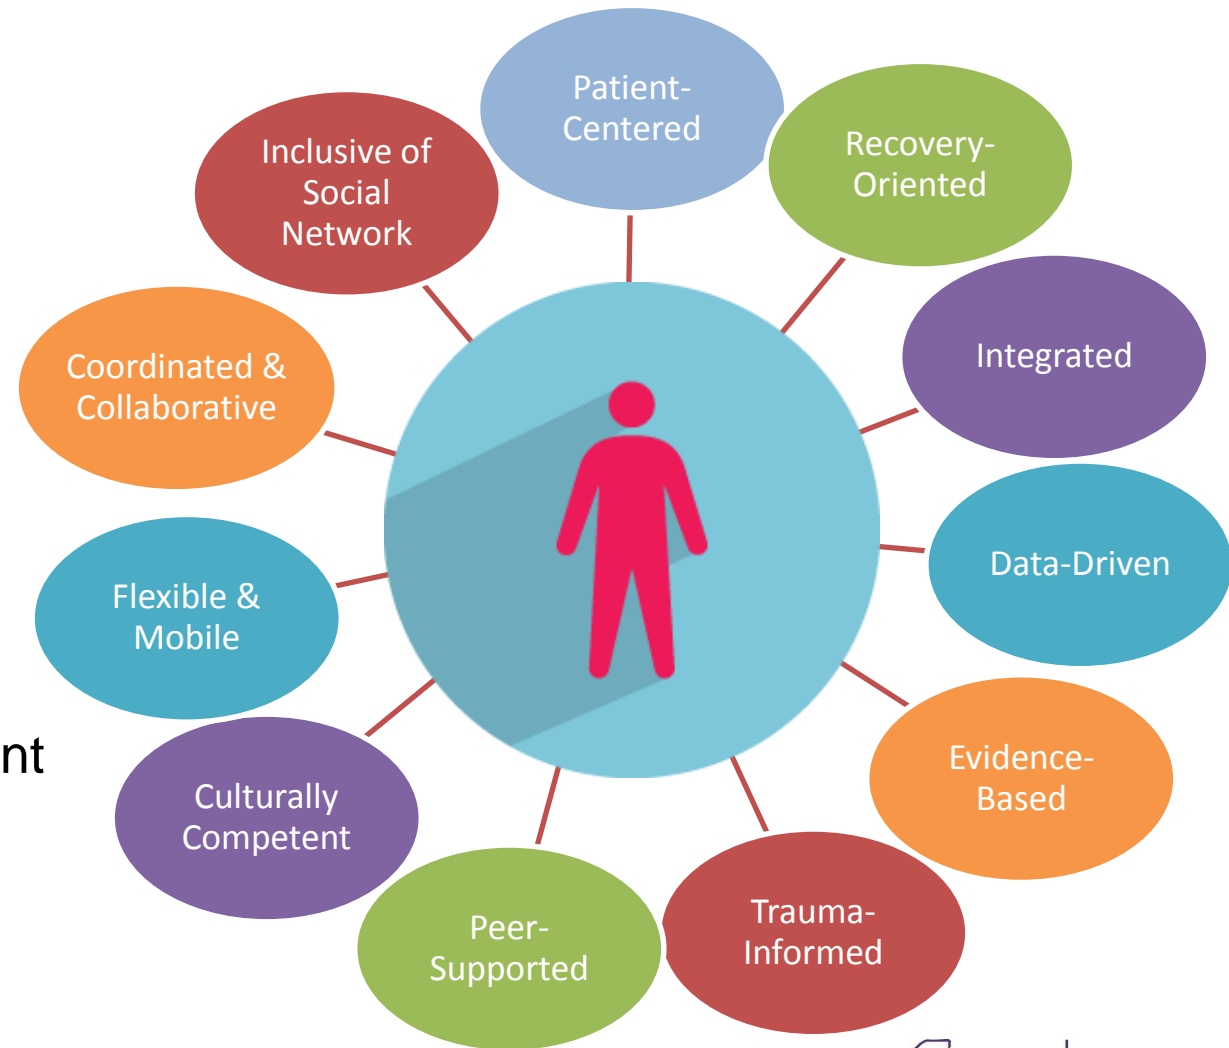 Patient-
Centered
Recovery-
Oriented
Integrated
Data-Driven
Evidence-
Based
Trauma-
Informed
Peer-
Supported
Culturally
Competent
Flexible &
Mobile
Coordinated &
Collaborative
Inclusive of
Social
Network
nt